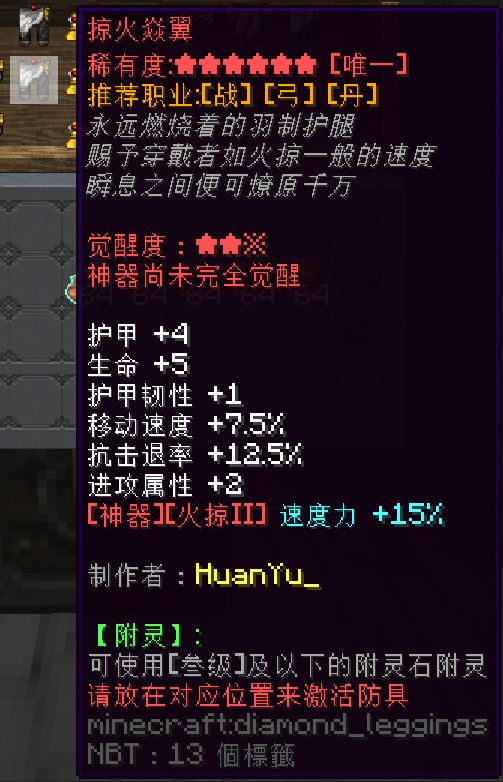 掠火焱翼
稀有度:★★★★★★ [唯一]
推荐职业:[战] [弓] [丹]
永远燃烧着的羽制护腿
赐予穿戴者如火掠一般的速度
瞬息之间便可燎原千万
觉醒度：★★※
神器尚未完全觉醒
护甲 +4
生命 +5
护甲韧性 +1
移动速度 +7.5%
抗击退率 +12.5%
进攻属性 +2
[神器][火掠II] 速度力 +15%
制作者：HuanYu_
【附灵】：
可使用[叁级]及以下的附灵石附灵
请放在对应位置来激活防具
minecraft:diamond_leggings
NBT：13 個標籤